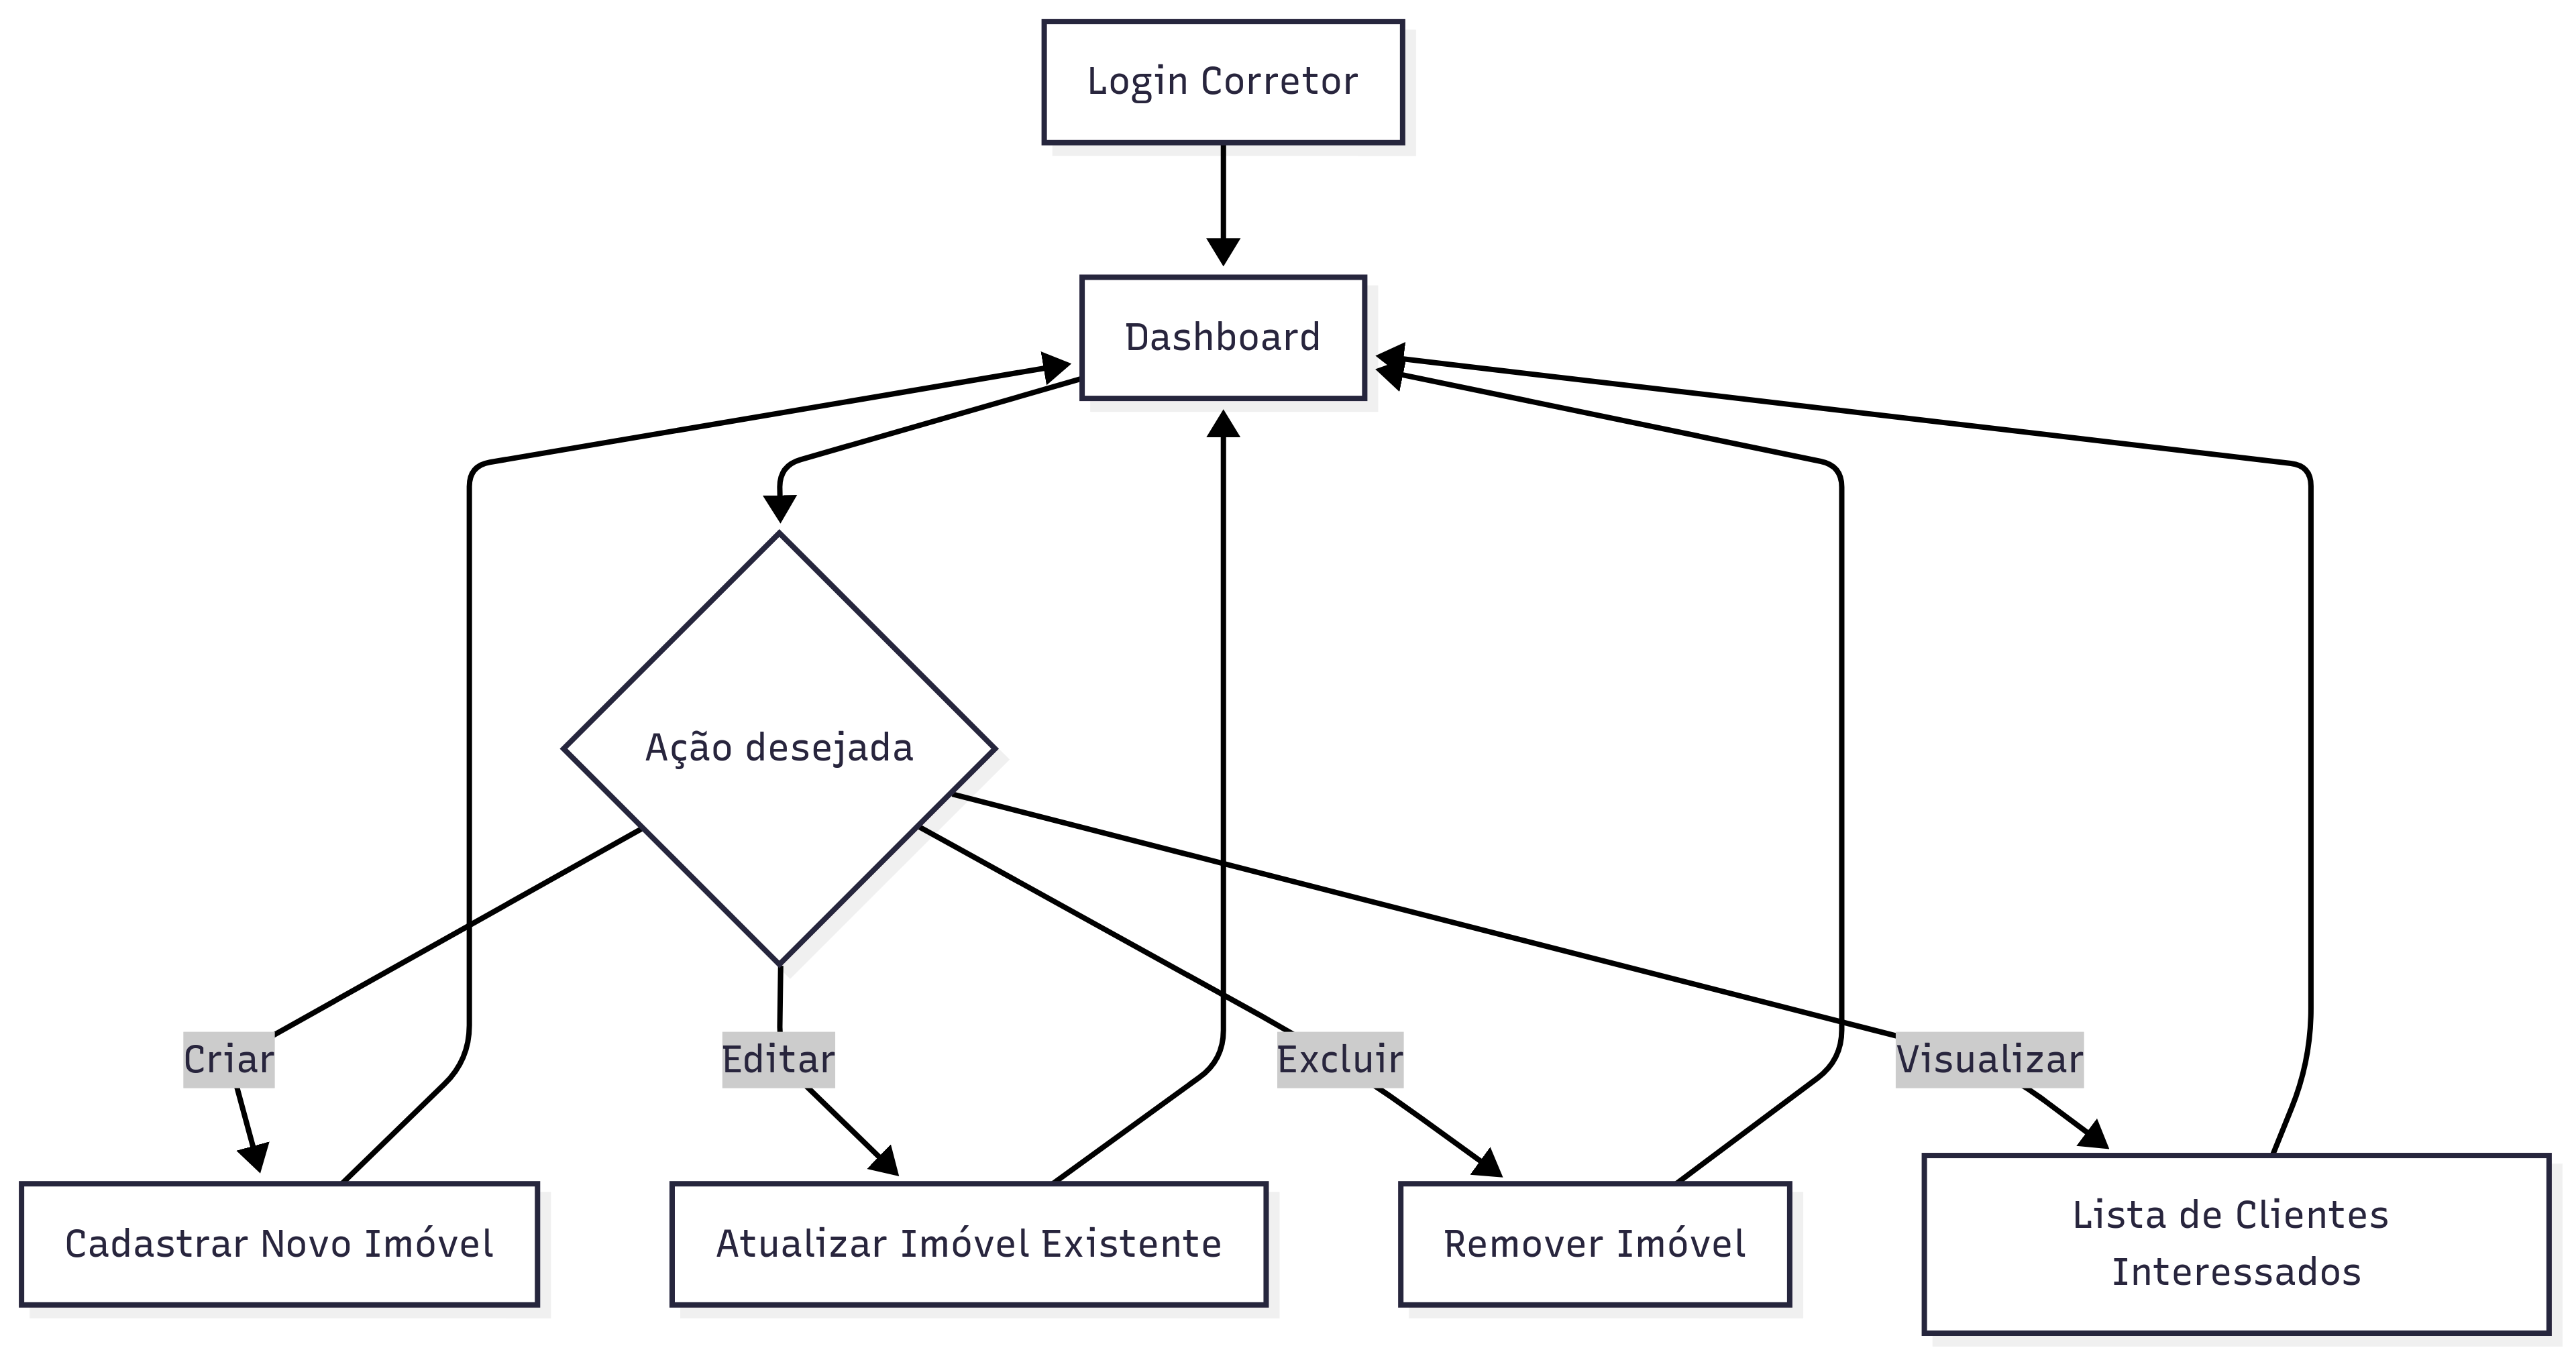 Login Corretor
Dashboard
Ação desejada
Criar
Editar
Excluir
Visualizar
Cadastrar Novo Imóvel
Atualizar Imóvel Existente
Remover Imóvel
Lista de Clientes
Interessados